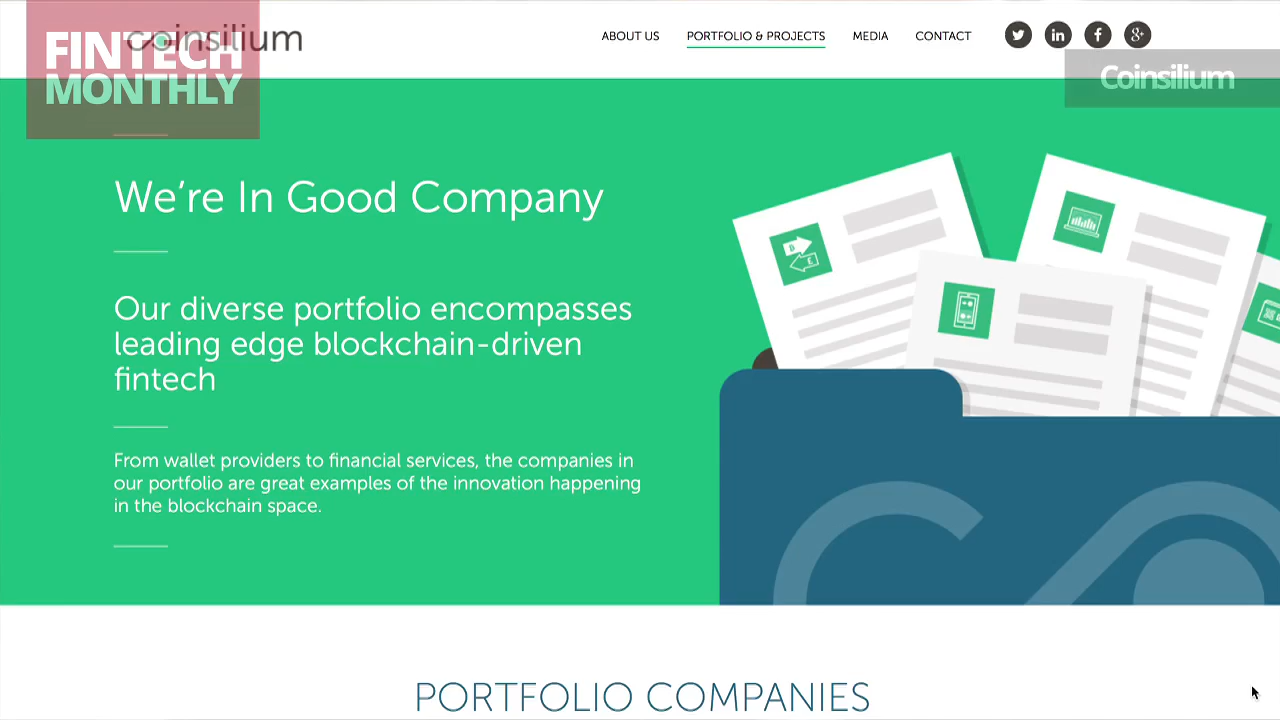 FINTECH
MONTHLY
coinsilium
ABOUT US
PORTFOLIO & PROJECTS
MEDIA
CONTACT
Coinsilium
We're In Good Company
Our diverse portfolio encompasses
leading edge blockchain-driven
fintech
From wallet providers to financial services, the companies in
our portfolio are great examples of the innovation happening
in the blockchain space.
PORTFOLIO COMPANIES